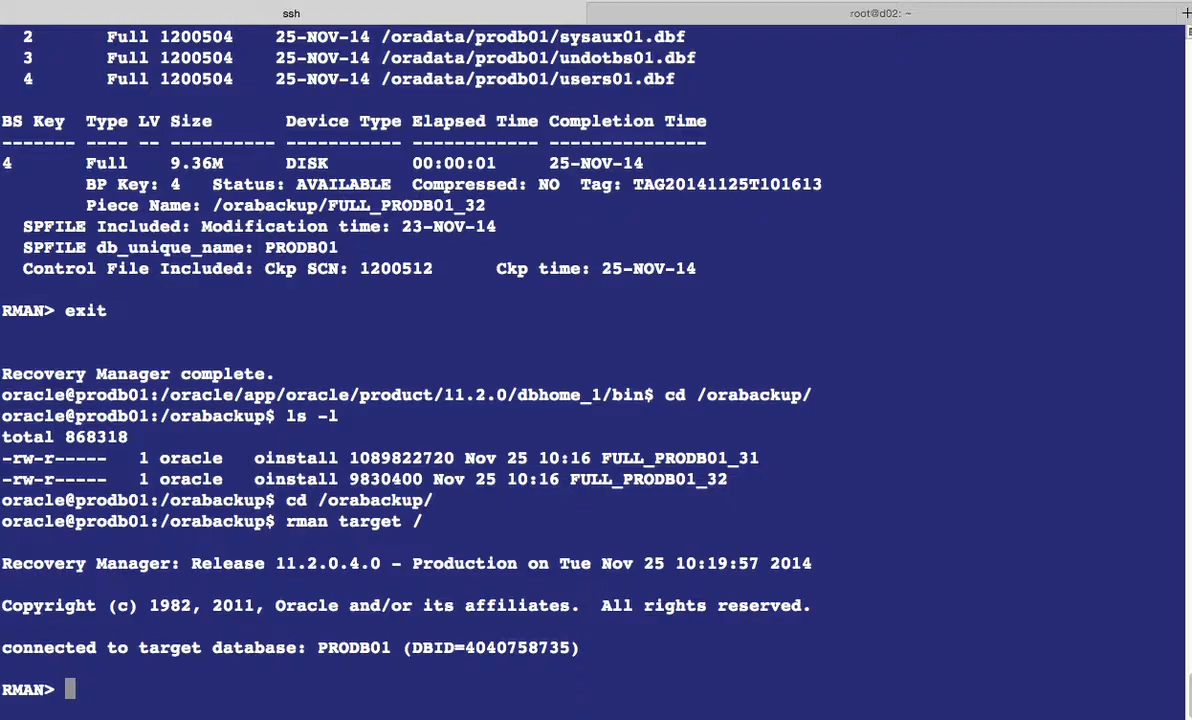 ssh
root@d02: ~
+
2 Full 1200504 25-NOV-14 /oradata/prodb01/sysaux01.dbf
3 Full 1200504 25-NOV-14 /oradata/prodb01/undotbs01.dbf
4 Full 1200504 25-NOV-14 /oradata/prodb01/users01.dbf
BS Key Type LV Size Device Type Elapsed Time Completion Time
------- ---- -- ---------- ----------- ------------ ---------------
4 Full 9.36M DISK 00:00:01 25-NOV-14
BP Key: 4 Status: AVAILABLE Compressed: NO Tag: TAG20141125T101613
Piece Name: /orabackup/FULL_PRODB01_32
SPFILE Included: Modification time: 23-NOV-14
SPFILE db_unique_name: PRODB01
Control File Included: Ckp SCN: 1200512 Ckp time: 25-NOV-14
RMAN> exit
Recovery Manager complete.
oracle@prodb01:/oracle/app/oracle/product/11.2.0/dbhome_1/bin$ cd /orabackup/
oracle@prodb01:/orabackup$ ls -l
total 868318
-rw-r----- 1 oracle oinstall 1089822720 Nov 25 10:16 FULL_PRODB01_31
-rw-r----- 1 oracle oinstall 9830400 Nov 25 10:16 FULL_PRODB01_32
oracle@prodb01:/orabackup$ cd /orabackup/
oracle@prodb01:/orabackup$ rman target /
Recovery Manager: Release 11.2.0.4.0 - Production on Tue Nov 25 10:19:57 2014
Copyright (c) 1982, 2011, Oracle and/or its affiliates. All rights reserved.
connected to target database: PRODB01 (DBID=4040758735)
RMAN>